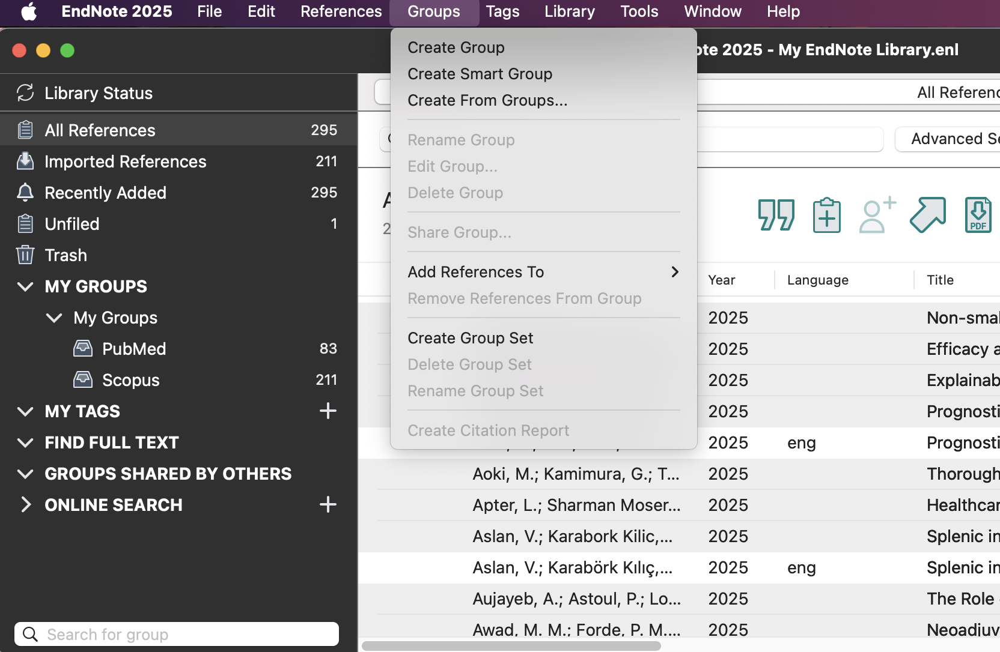 EndNote 2025 File Edit References Groups Tags Library Tools Window Help
ote 2025 - My EndNote Library.enl
Library Status
All References 295
Imported References 211
Recently Added 295
Unfiled 1
Trash
MY GROUPS
My Groups
PubMed 83
Scopus 211
MY TAGS
FIND FULL TEXT
GROUPS SHARED BY OTHERS
ONLINE SEARCH
Search for group
Create Group
Create Smart Group
Create From Groups...
Rename Group
Edit Group...
Delete Group
Share Group...
Add References To
Remove References From Group
Create Group Set
Delete Group Set
Rename Group Set
Create Citation Report
All Referenc
Advanced Se
A
2
PDF
Year Language Title
2025 Non-smal
2025 Efficacy a
2025 Explainab
2025 Prognosti
2025 eng Prognosti
Aoki, M.; Kamimura, G.; T... 2025 Thorough
Apter, L.; Sharman Moser... 2025 Healthcar
Aslan, V.; Karabork Kilic,... 2025 Splenic in
Aslan, V.; Karabörk Kılıç,... 2025 eng Splenic in
Aujayeb, A.; Astoul, P.; Lo... 2025 The Role
Awad, M. M.; Forde, P. M.... 2025 Neoadjuv